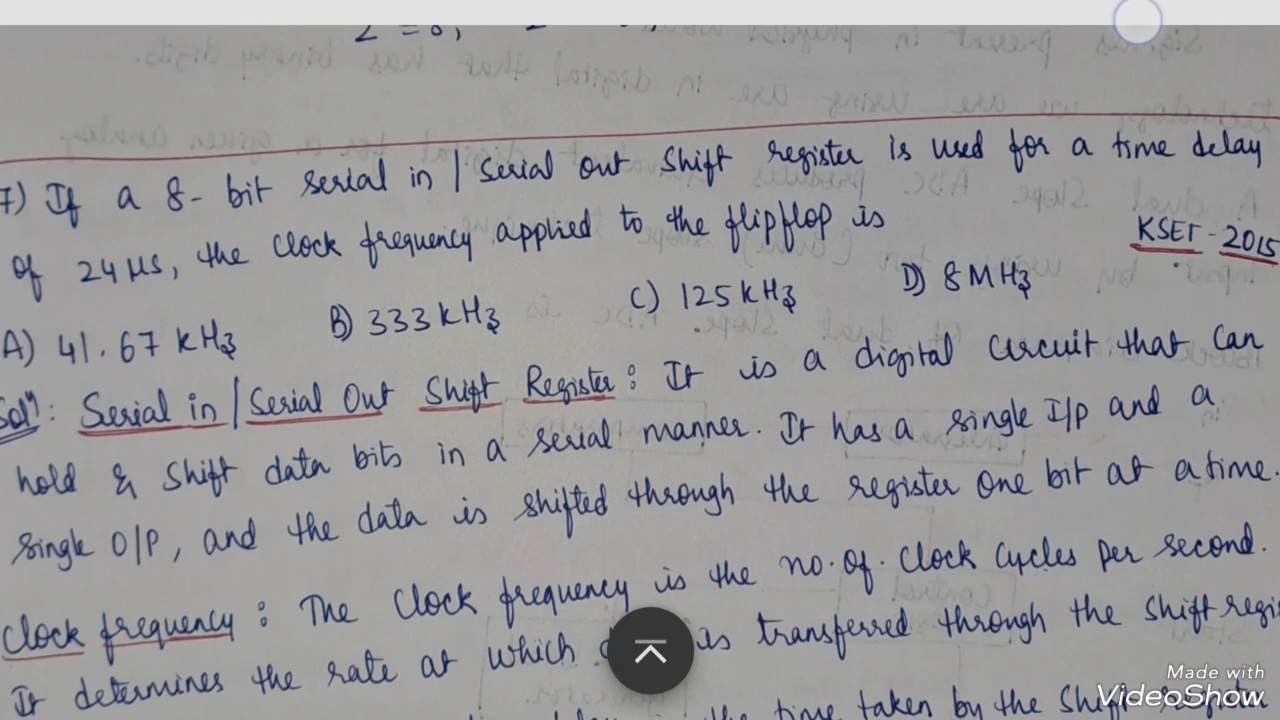 7) If a 8-bit serial in / Serial Out Shift register is used for a time delay
of 24 μs, the clock frequency applied to the flipflop is
KSET - 2015
A) 41.67 kHz B) 333 kHz C) 125 kHz D) 8 MHz
Solⁿ: Serial in / Serial Out Shift Register: It is a digital circuit that can
hold & shift data bits in a serial manner. It has a single I/p and a
single O/P, and the data is shifted through the register one bit at a time.
Clock frequency: The clock frequency is the no. of. clock cycles per second.
It determines the rate at which is transferred through the shift regis
the time taken by the shift register
Made with
VideoShow